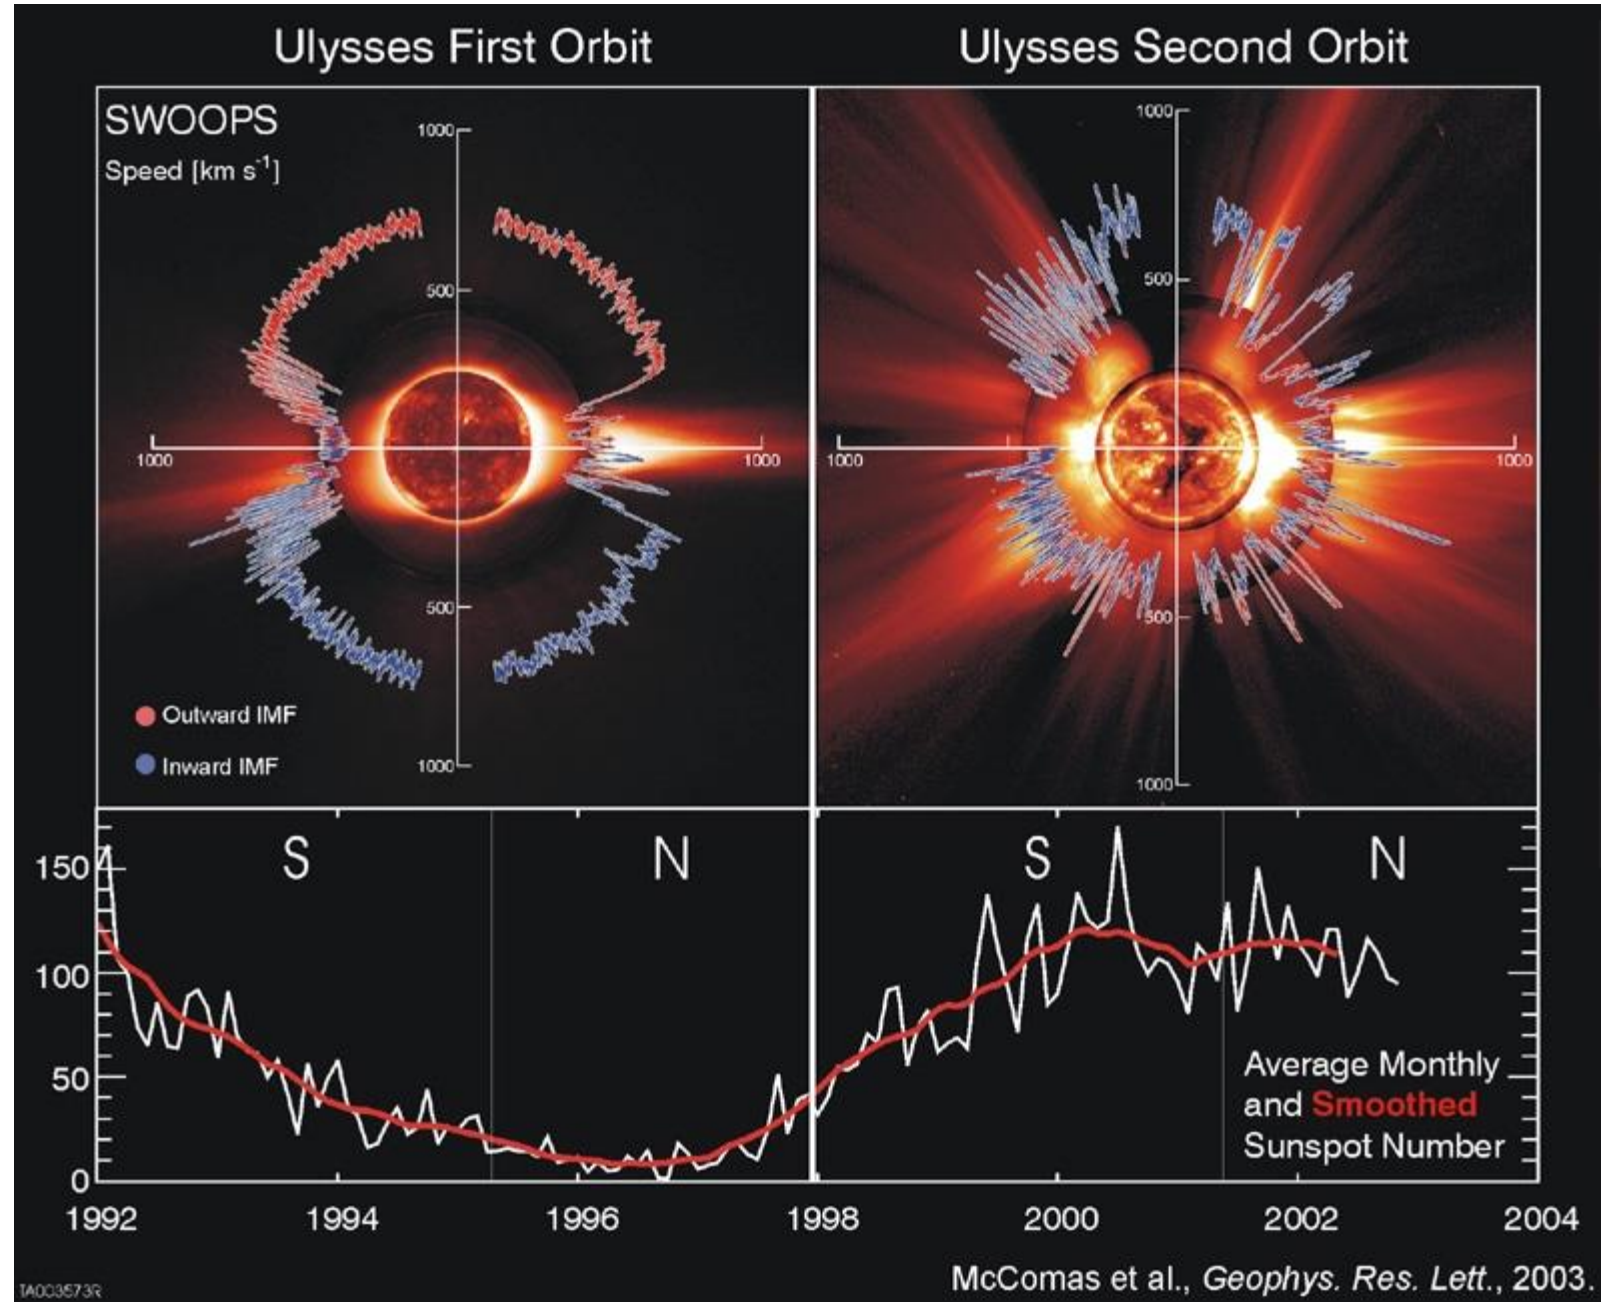 Ulysses First Orbit
Ulysses Second Orbit
SWOOPS
Speed [km s-1]
1000
500
1000
1000
500
1000
Outward IMF
Inward IMF
1000
500
1000
1000
500
1000
S
N
S
N
150
100
50
0
Average Monthly
and Smoothed
Sunspot Number
1992
1994
1996
1998
2000
2002
2004
McComas et al., Geophys. Res. Lett., 2003.
TA003573R